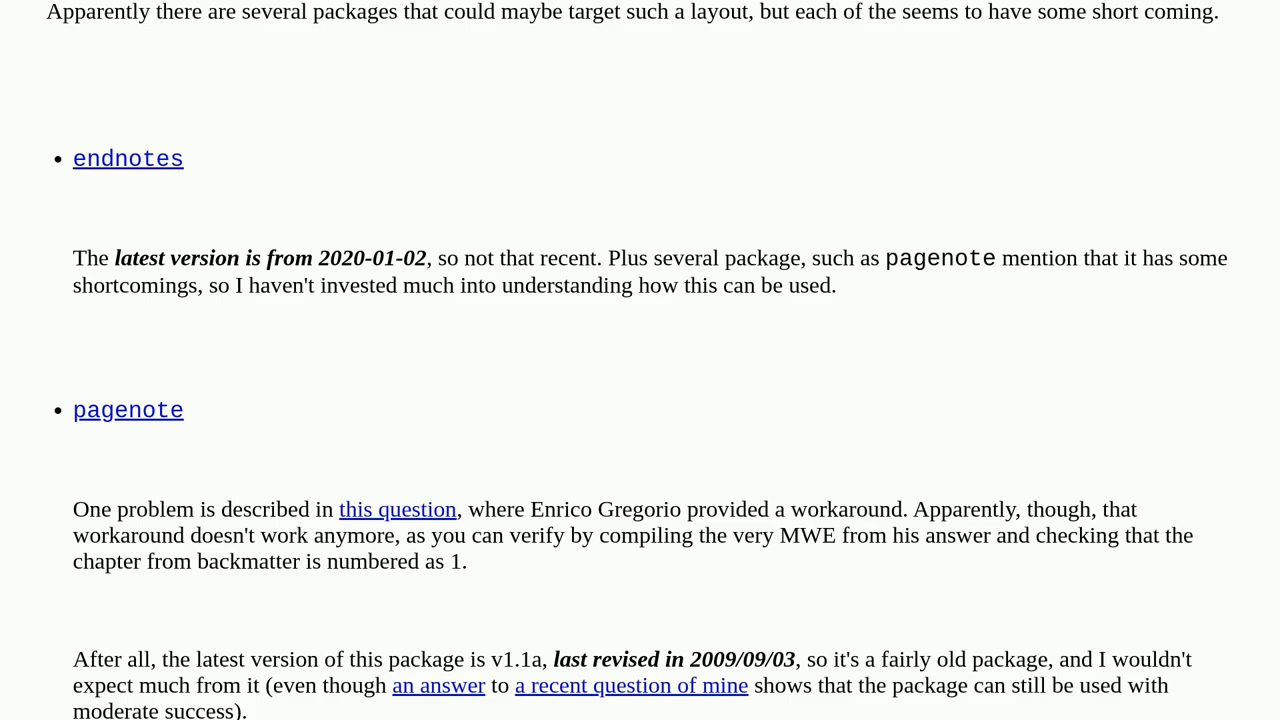 Apparently there are several packages that could maybe target such a layout, but each of the seems to have some short coming.
• endnotes
The latest version is from 2020-01-02, so not that recent. Plus several package, such as pagenote mention that it has some
shortcomings, so I haven't invested much into understanding how this can be used.
• pagenote
One problem is described in this question, where Enrico Gregorio provided a workaround. Apparently, though, that
workaround doesn't work anymore, as you can verify by compiling the very MWE from his answer and checking that the
chapter from backmatter is numbered as 1.
After all, the latest version of this package is v1.1a, last revised in 2009/09/03, so it's a fairly old package, and I wouldn't
expect much from it (even though an answer to a recent question of mine shows that the package can still be used with
moderate success).